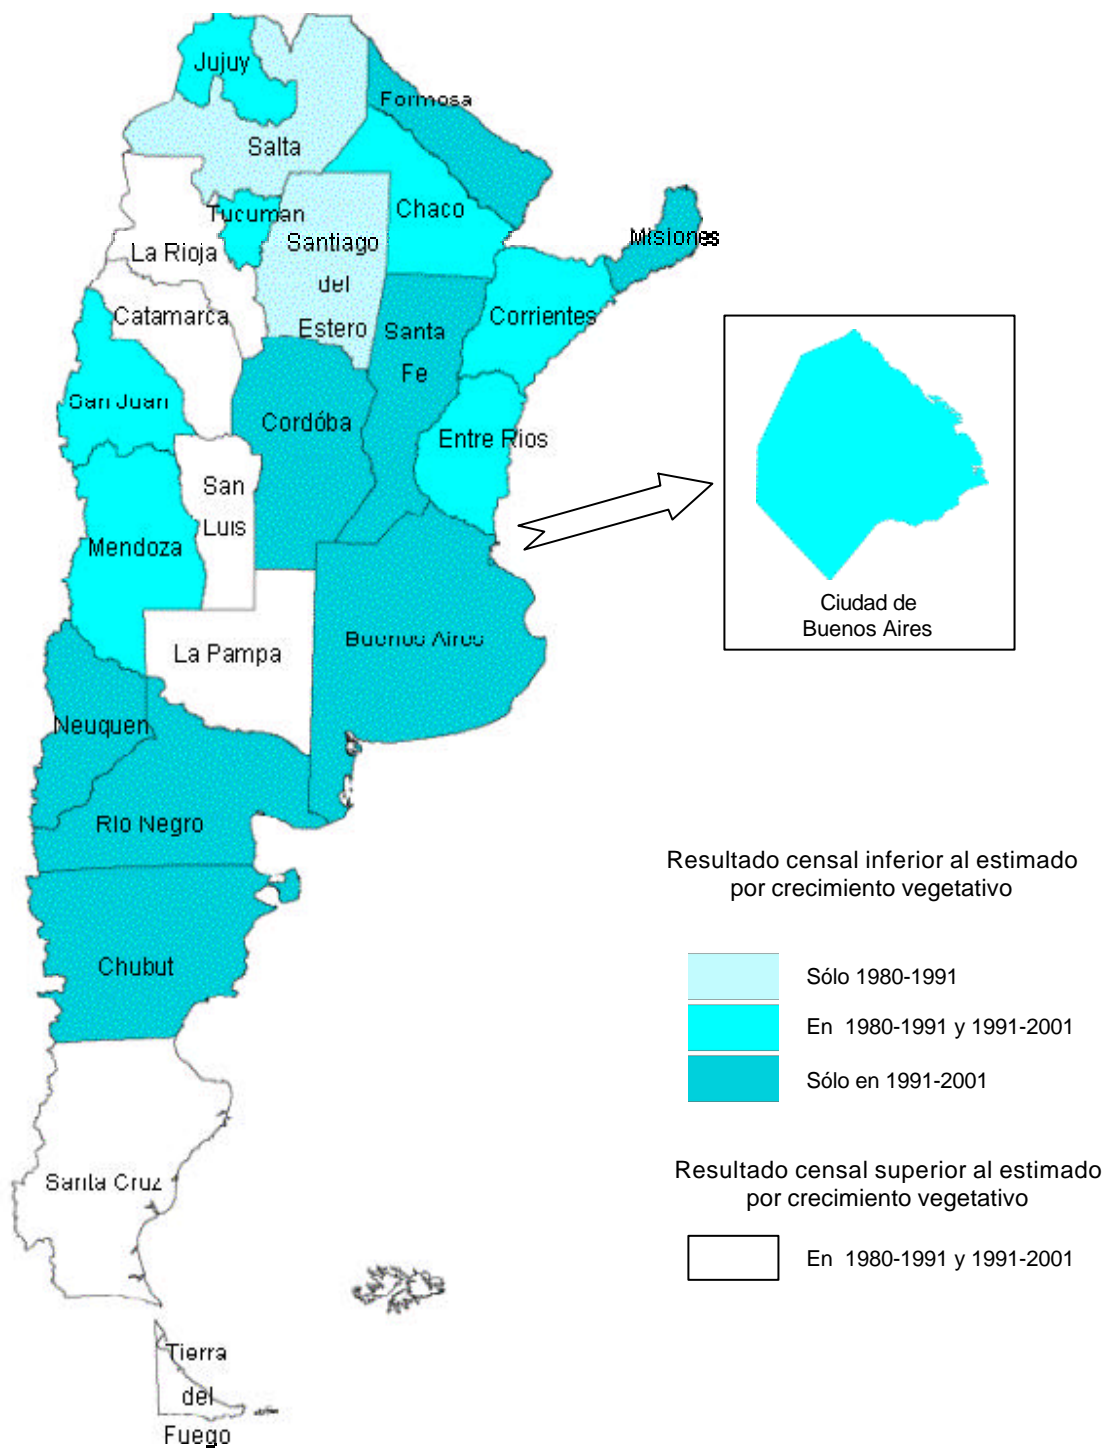 Jujuy
Formosa
Salta
Chaco
Tucuman
Misiones
La Rioja
Santiago
del
Estero
Catamarca
Santa
Fe
Corrientes
San Juan
Cordóba
Entre Rios
San
Luis
Mendoza
Ciudad de
Buenos Aires
Buenos Aires
La Pampa
Neuquen
Río Negro
Chubut
Santa Cruz
Tierra
del
Fuego
Resultado censal inferior al estimado
por crecimiento vegetativo
Sólo 1980-1991
En 1980-1991 y 1991-2001
Sólo en 1991-2001
Resultado censal superior al estimado
por crecimiento vegetativo
En 1980-1991 y 1991-2001